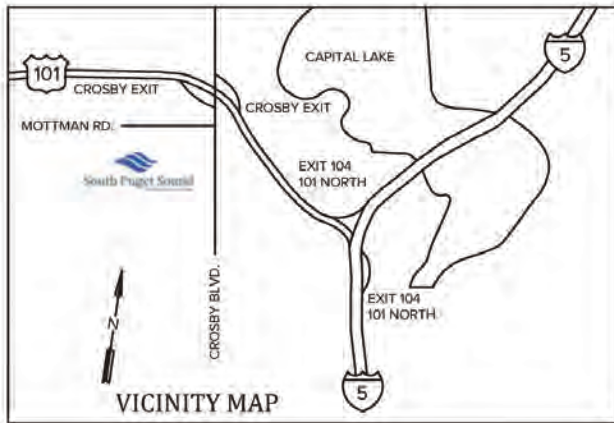 5
CAPITAL LAKE
101
CROSBY EXIT
CROSBY EXIT
MOTTMAN RD.
EXIT 104
101 NORTH
South Puget Sound
CROSBY BLVD.
N
EXIT 104
101 NORTH
5
VICINITY MAP